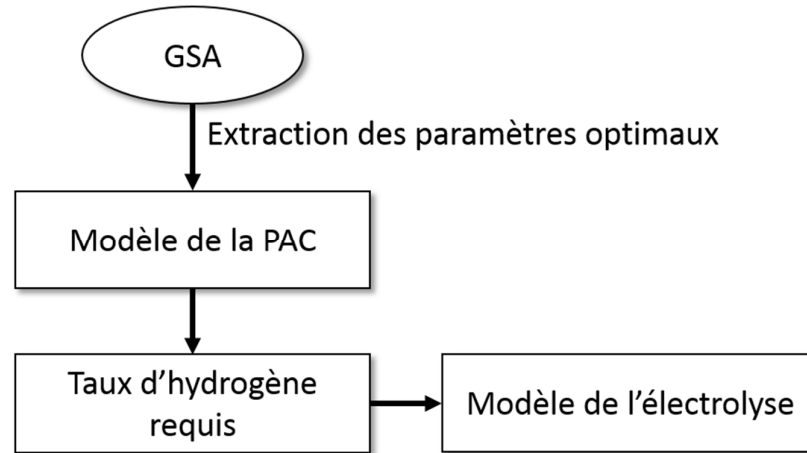 GSA
Extraction des paramètres optimaux
Modèle de la PAC
Taux d’hydrogène
requis
Modèle de l’électrolyse